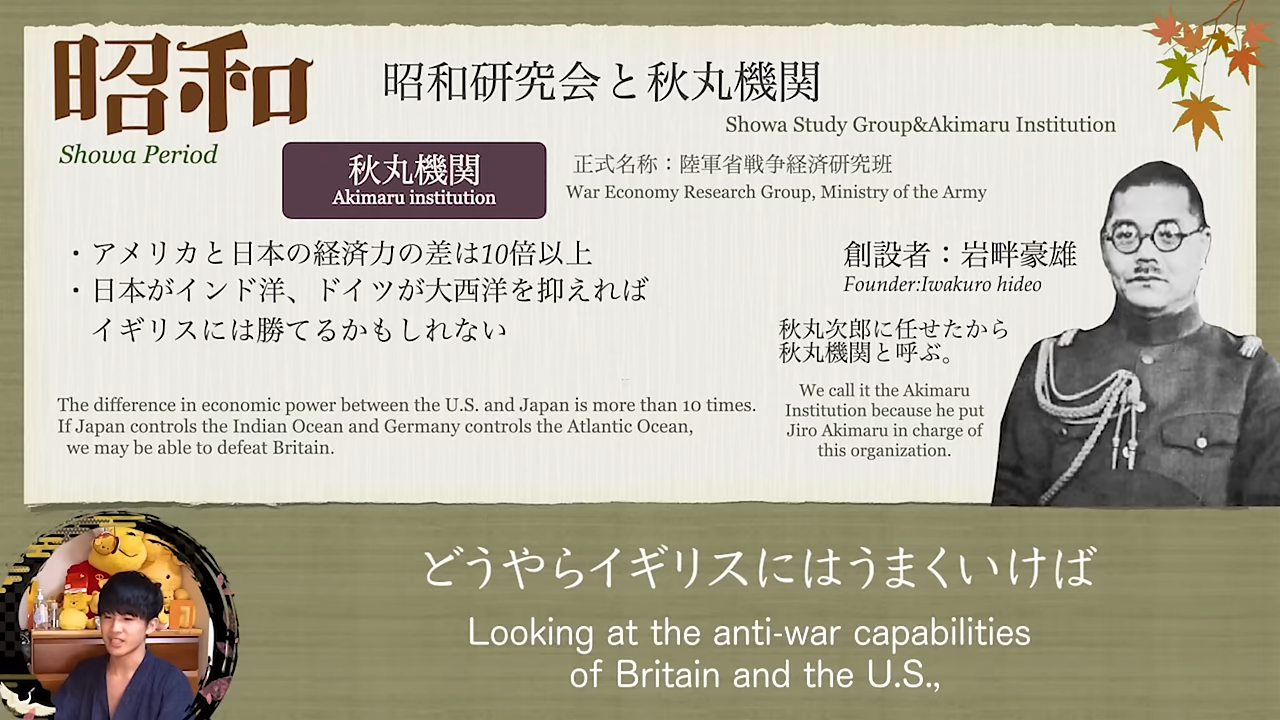 昭和
Showa Period
昭和研究会と秋丸機関
Showa Study Group&Akimaru Institution
秋丸機関
Akimaru institution
正式名称：陸軍省戦争経済研究班
War Economy Research Group, Ministry of the Army
・アメリカと日本の経済力の差は10倍以上
・日本がインド洋、ドイツが大西洋を抑えれば
イギリスには勝てるかもしれない
The difference in economic power between the U.S. and Japan is more than 10 times.
If Japan controls the Indian Ocean and Germany controls the Atlantic Ocean,
we may be able to defeat Britain.
創設者：岩畔豪雄
Founder:Iwakuro hideo
秋丸次郎に任せたから
秋丸機関と呼ぶ。
We call it the Akimaru
Institution because he put
Jiro Akimaru in charge of
this organization.
どうやらイギリスにはうまくいけば
Looking at the anti-war capabilities
of Britain and the U.S.,